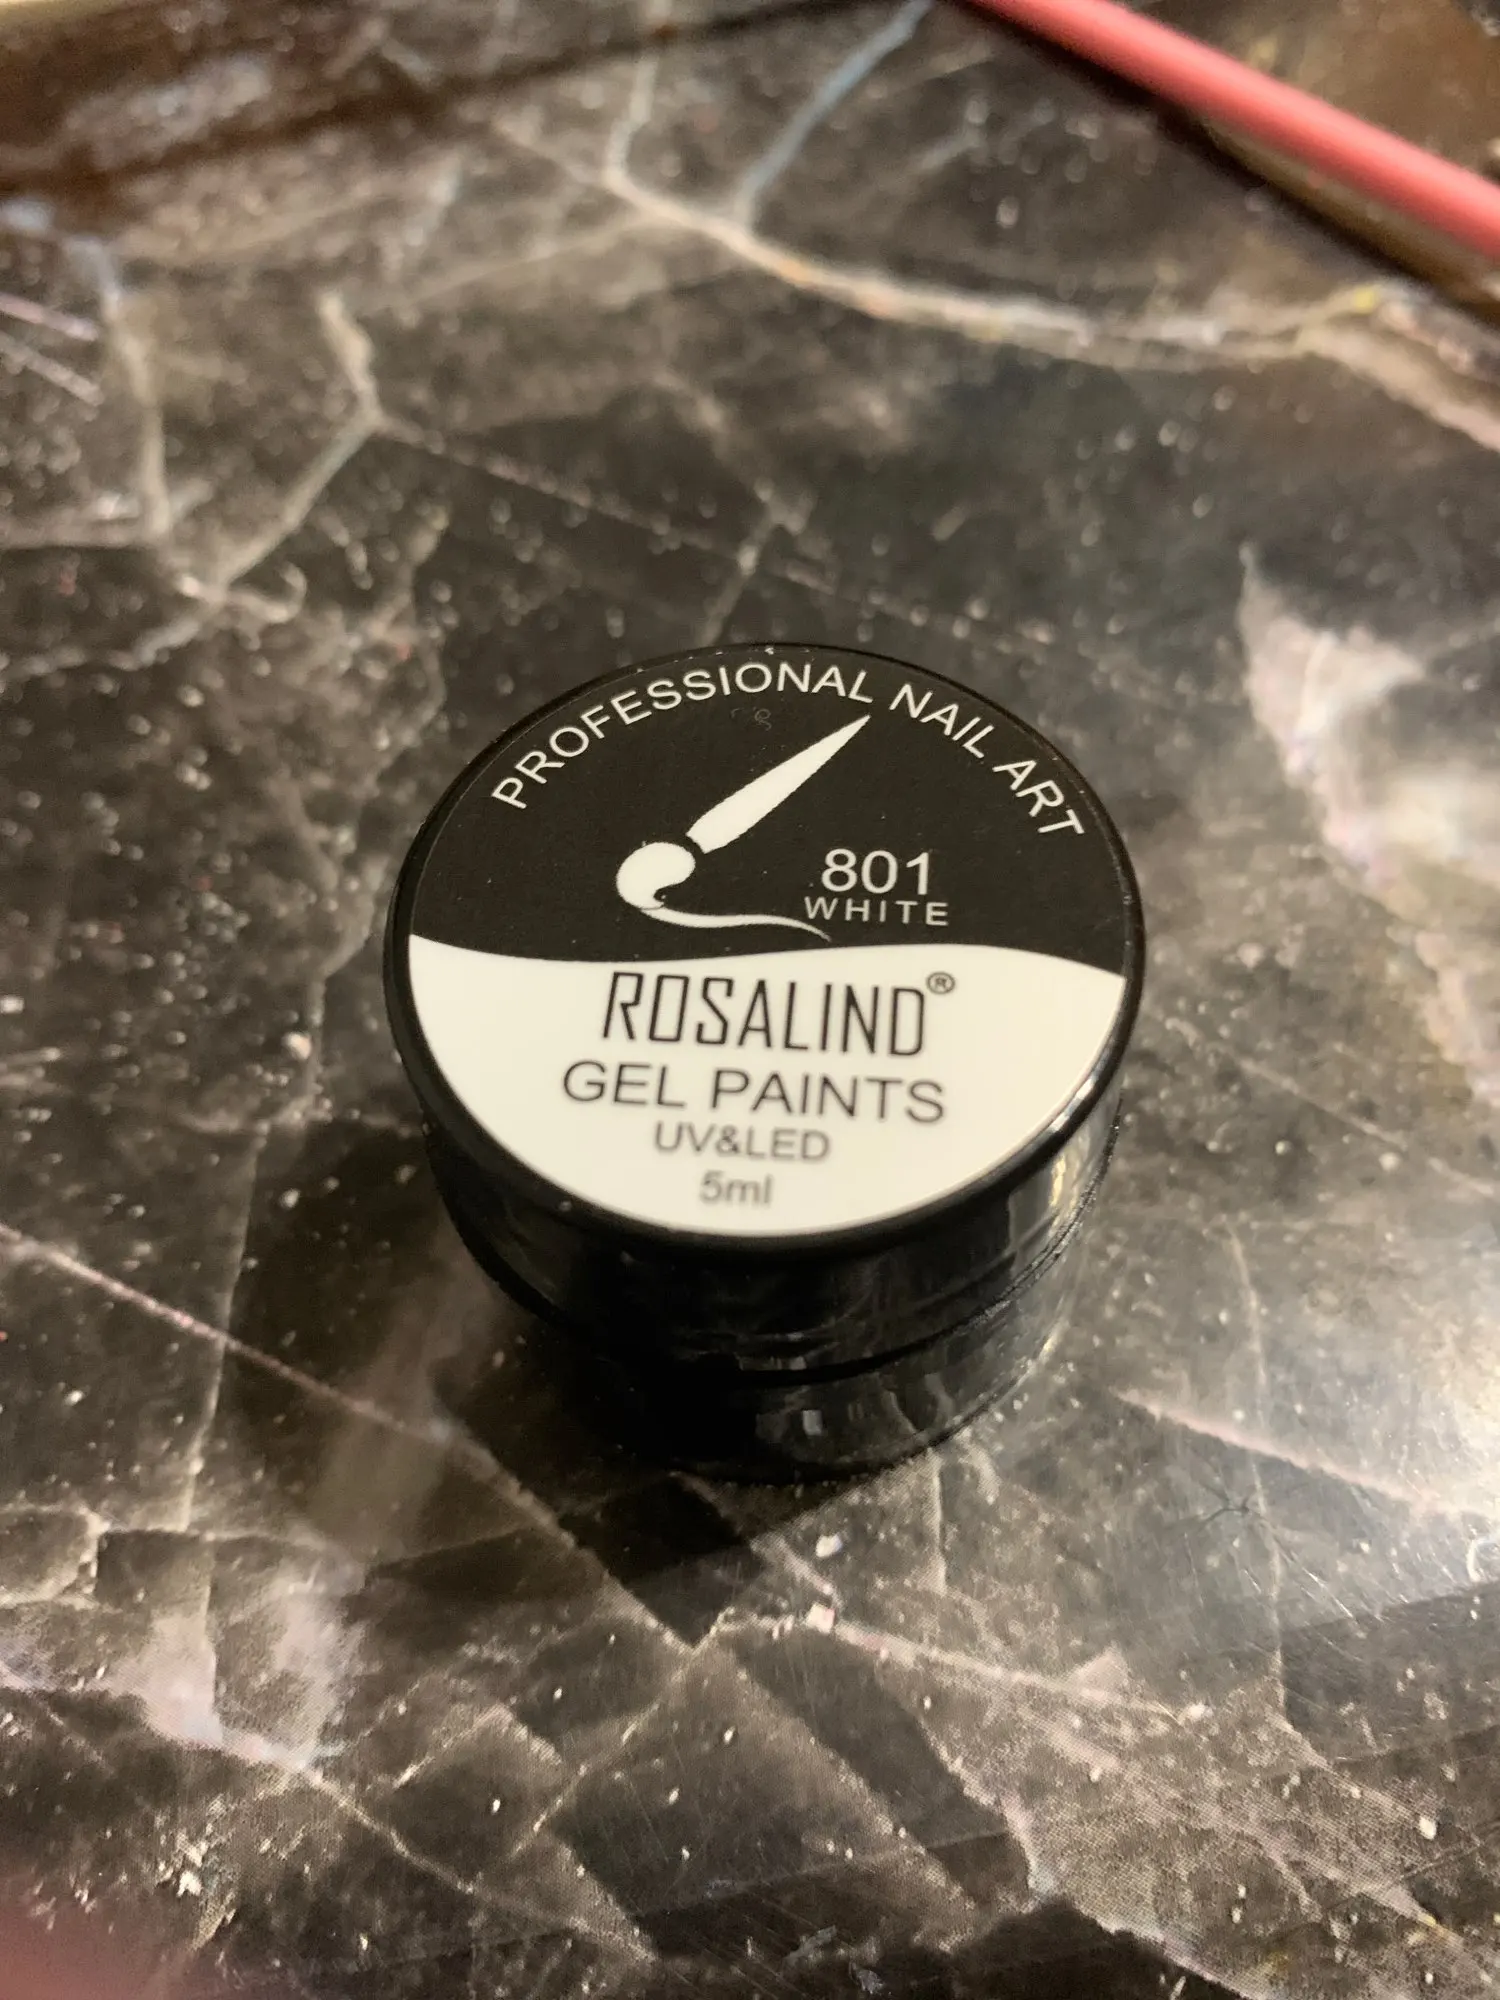 PROFESSIONAL NAIL ART
801
WHITE
ROSALIND®
GEL PAINTS
UV&LED
5ml